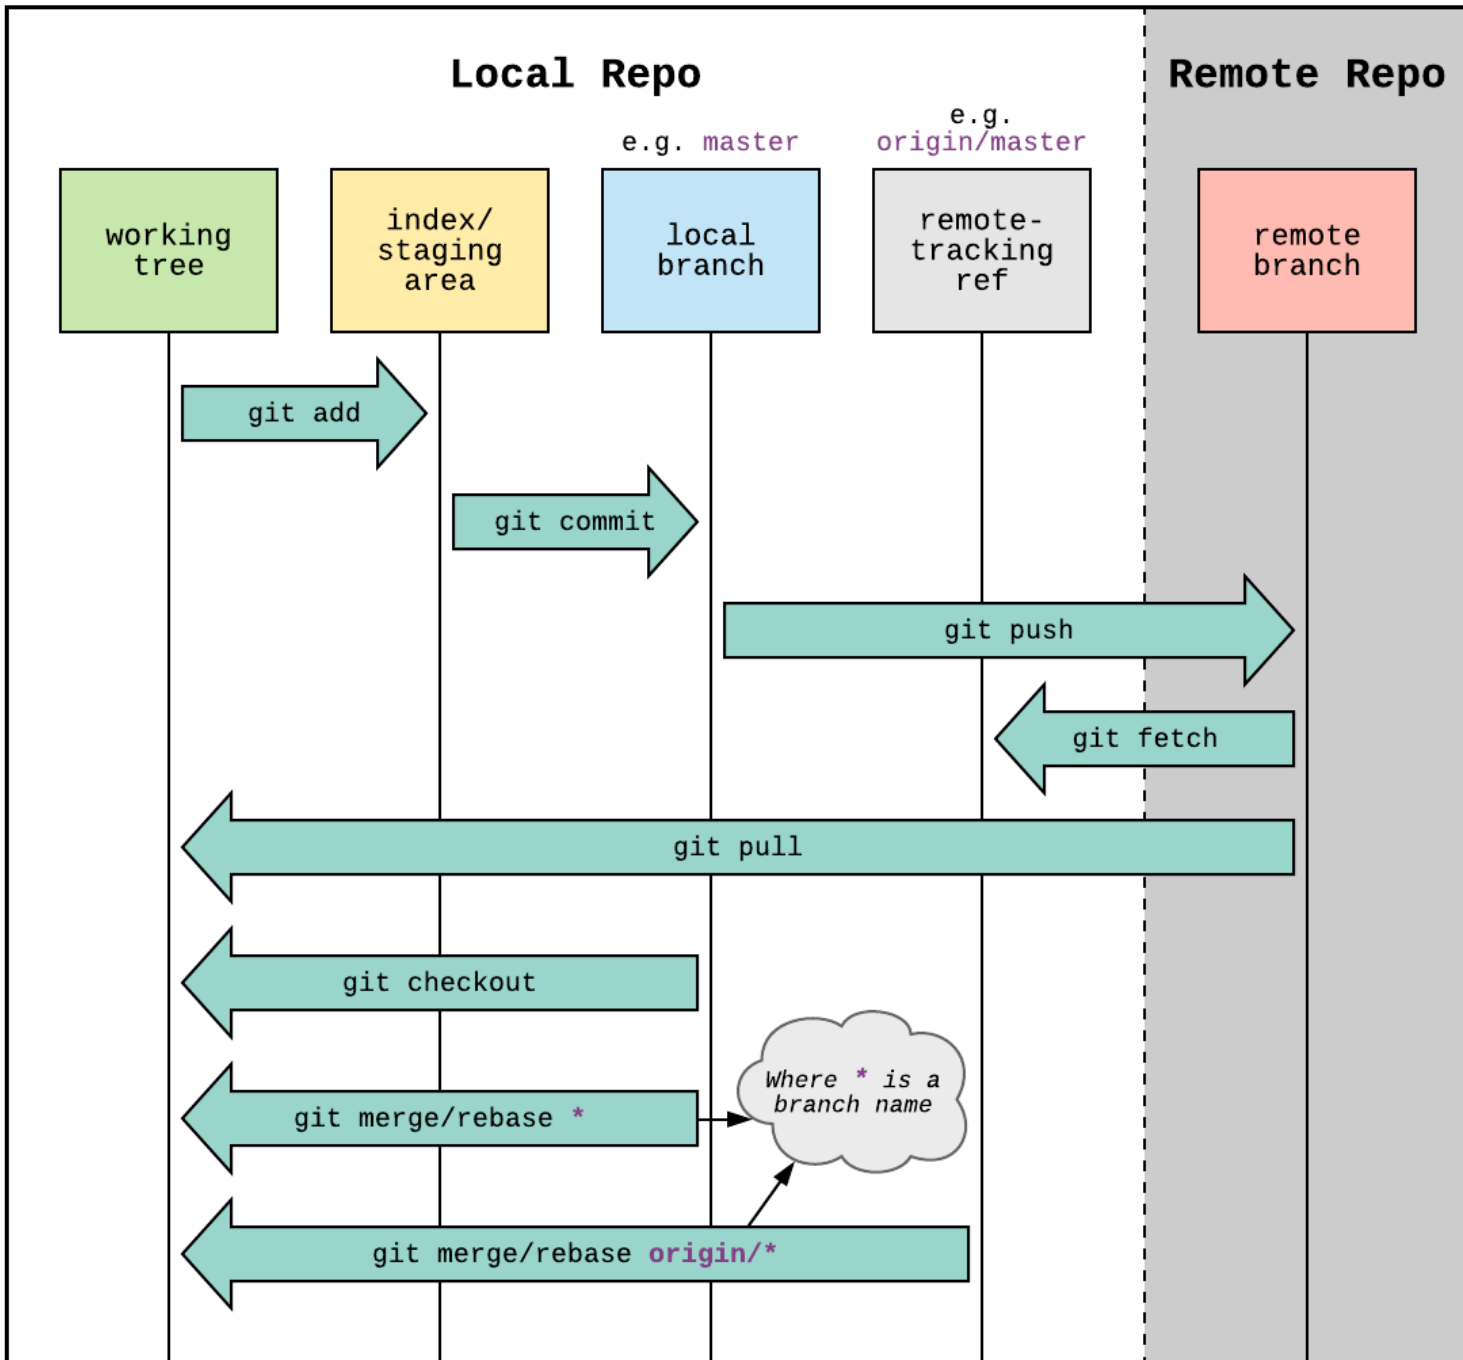 Local Repo
Remote Repo
e.g. master
e.g.
origin/master
working
tree
index/
staging
area
local
branch
remote-
tracking
ref
remote
branch
git add
git commit
git push
git fetch
git pull
git checkout
Where * is a
branch name
git merge/rebase *
git merge/rebase origin/*